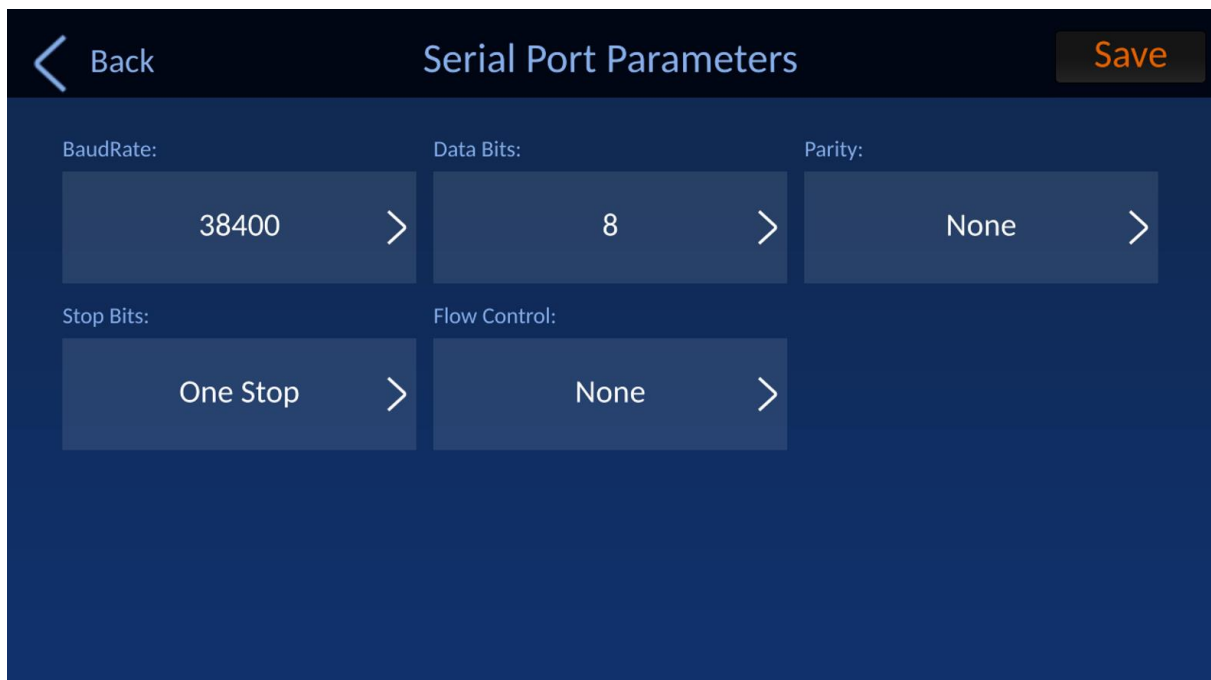 Back
Serial Port Parameters
Save
BaudRate:
Data Bits:
Parity:
38400
8
None
Stop Bits:
Flow Control:
One Stop
None